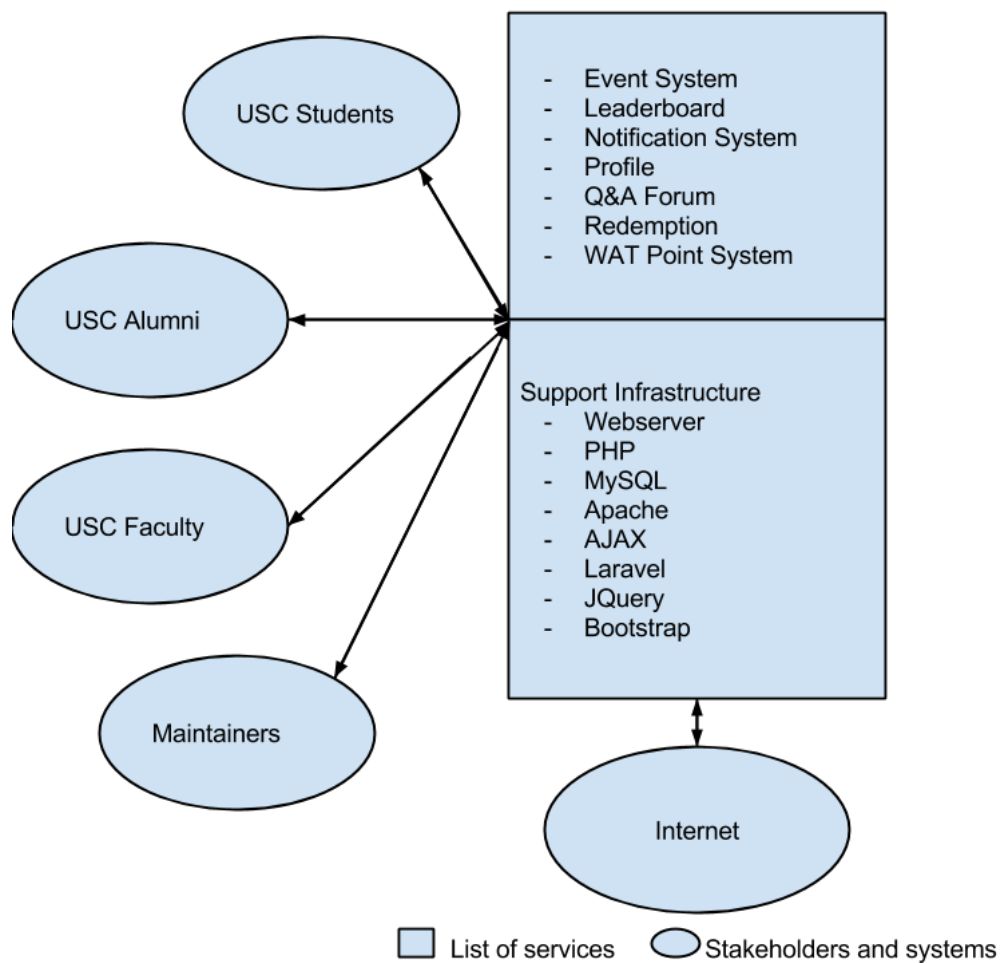 USC Students
USC Alumni
USC Faculty
Maintainers
- Event System
- Leaderboard
- Notification System
- Profile
- Q&A Forum
- Redemption
- WAT Point System
Support Infrastructure
- Webserver
- PHP
- MySQL
- Apache
- AJAX
- Laravel
- JQuery
- Bootstrap
Internet
List of services
Stakeholders and systems